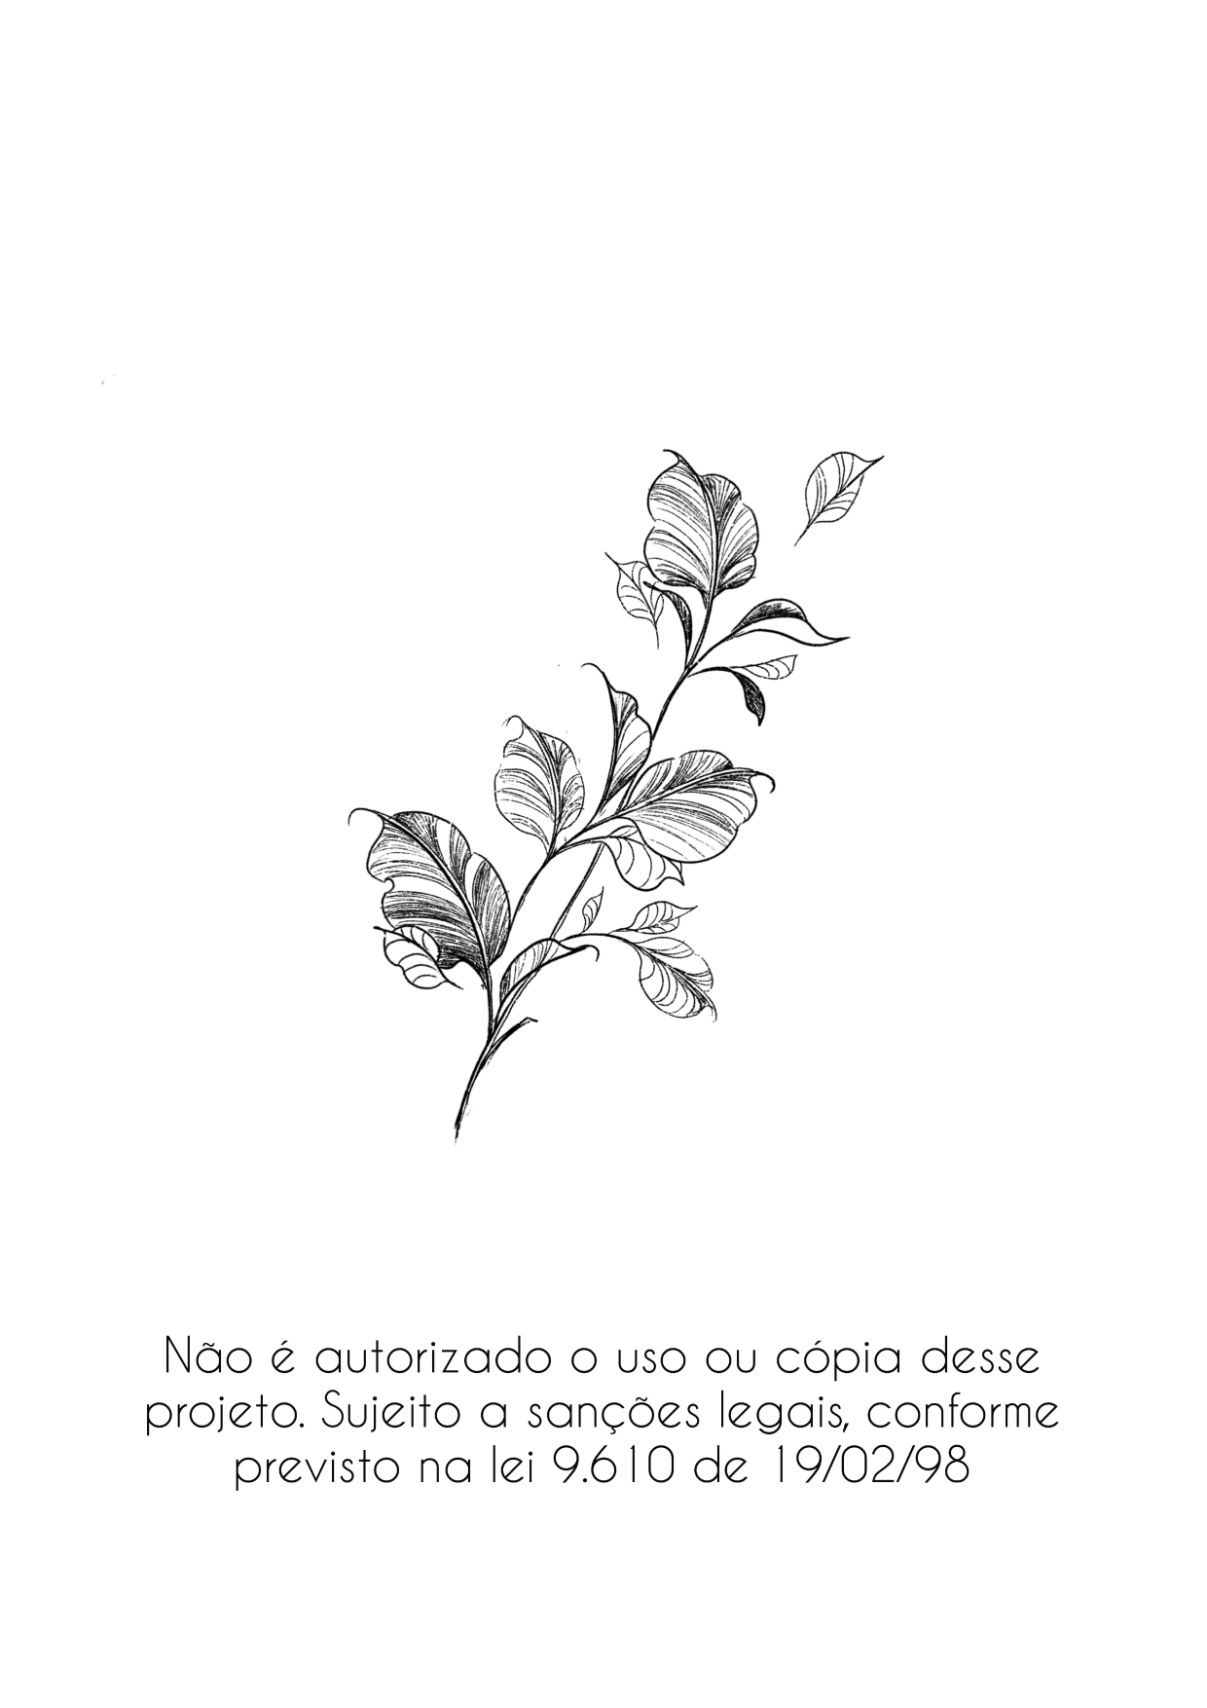 Não é autorizado o uso ou cópia desse
projeto. Sujeito a sanções legais, conforme
previsto na lei 9.610 de 19/02/98